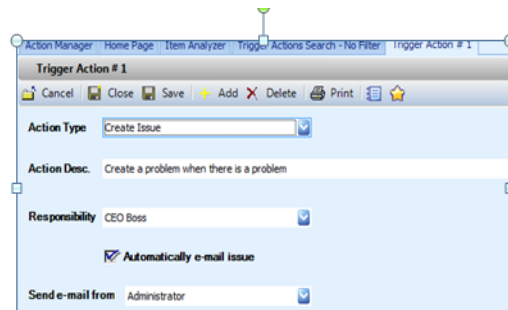 Action Manager Home Page Item Analyzer Trigger Actions Search - No Filter Trigger Action # 1
Trigger Action # 1
Cancel Close Save Add Delete Print
Action Type Create Issue
Action Desc. Create a problem when there is a problem
Responsibility CEO Boss
Automatically e-mail issue
Send e-mail from Administrator